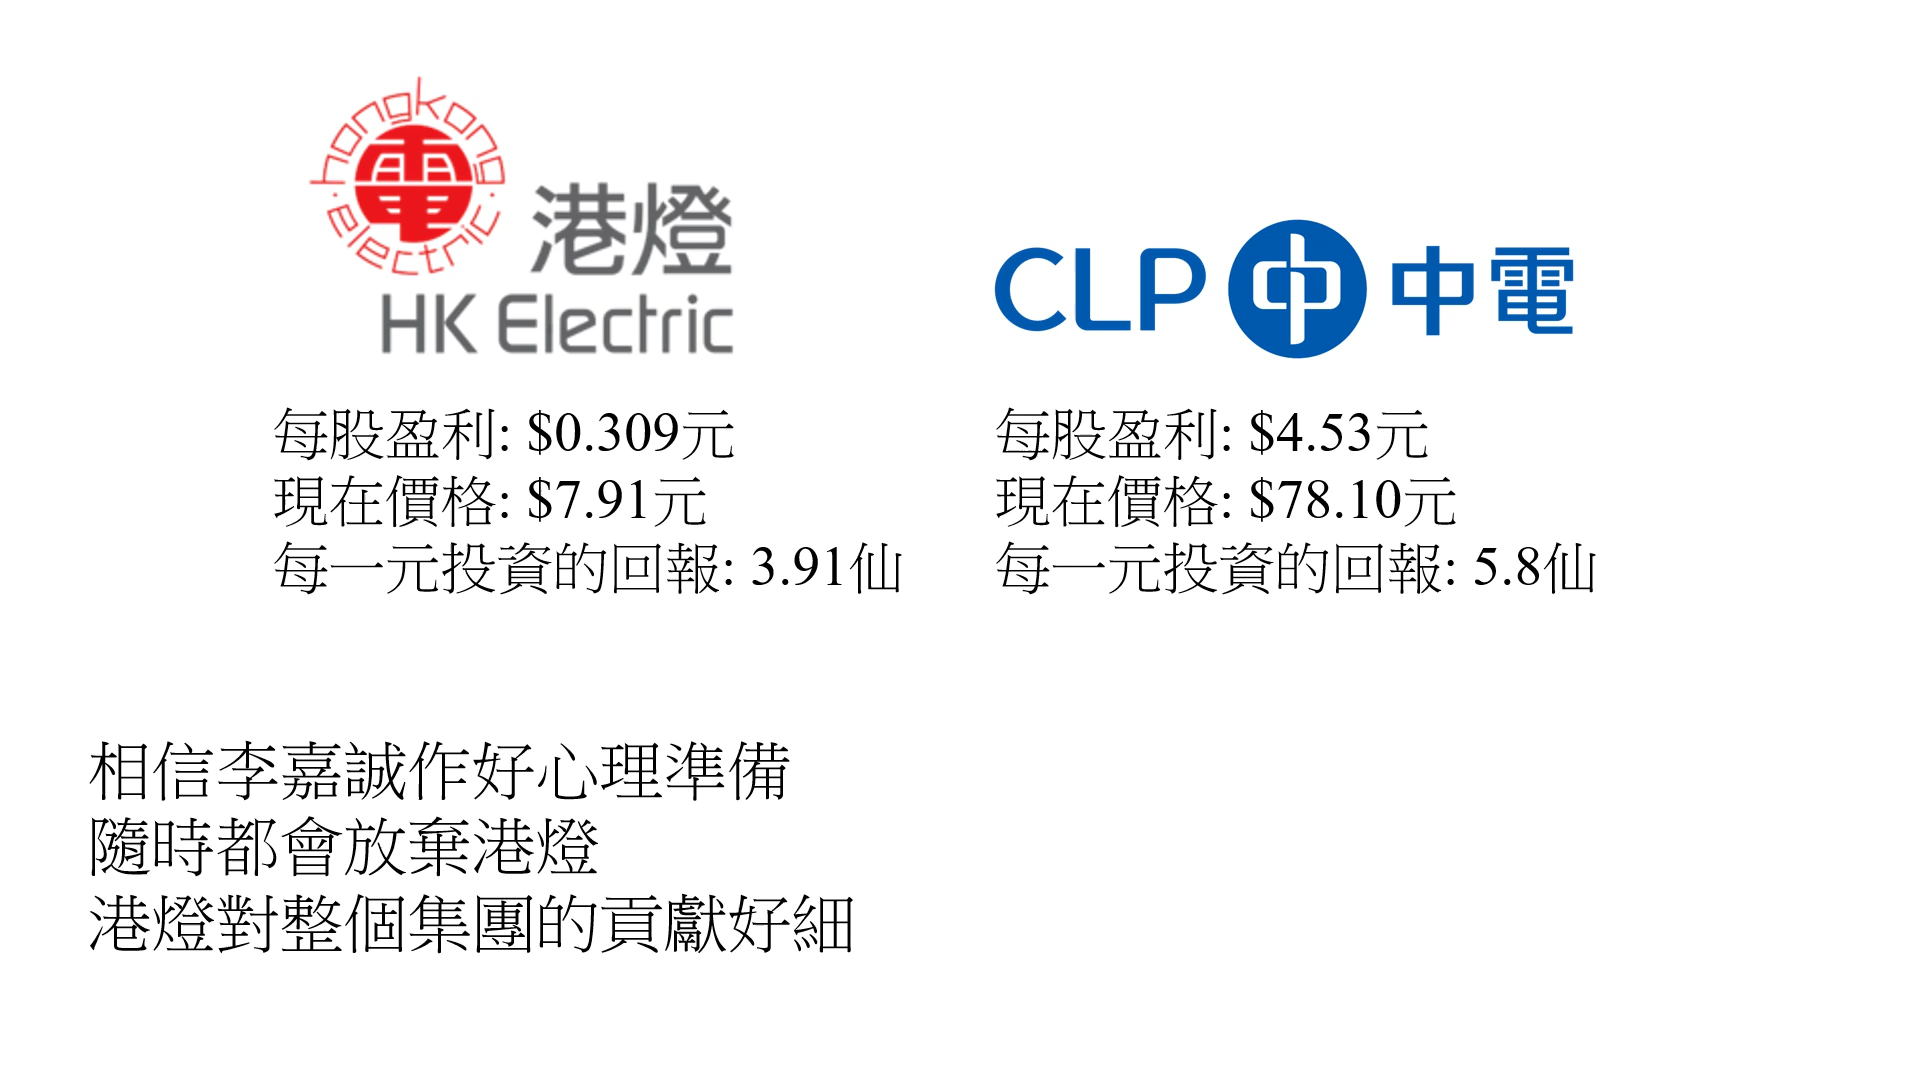 hongkong electric
電
港燈
HK Electric
CLP 中電
每股盈利: $0.309元
現在價格: $7.91元
每一元投資的回報: 3.91仙
每股盈利: $4.53元
現在價格: $78.10元
每一元投資的回報: 5.8仙
相信李嘉誠作好心理準備
隨時都會放棄港燈
港燈對整個集團的貢獻好細